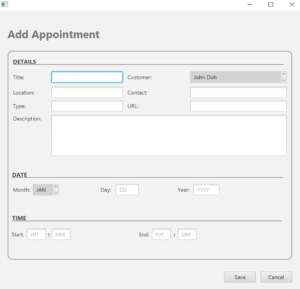 Add Appointment
DETAILS
Title: Customer: John Doh
Location: Contact:
Type: URL:
Description:
DATE
Month: JAN Day: DD Year: YYYY
TIME
Start: HH : MM End: HH : MM
Save Cancel